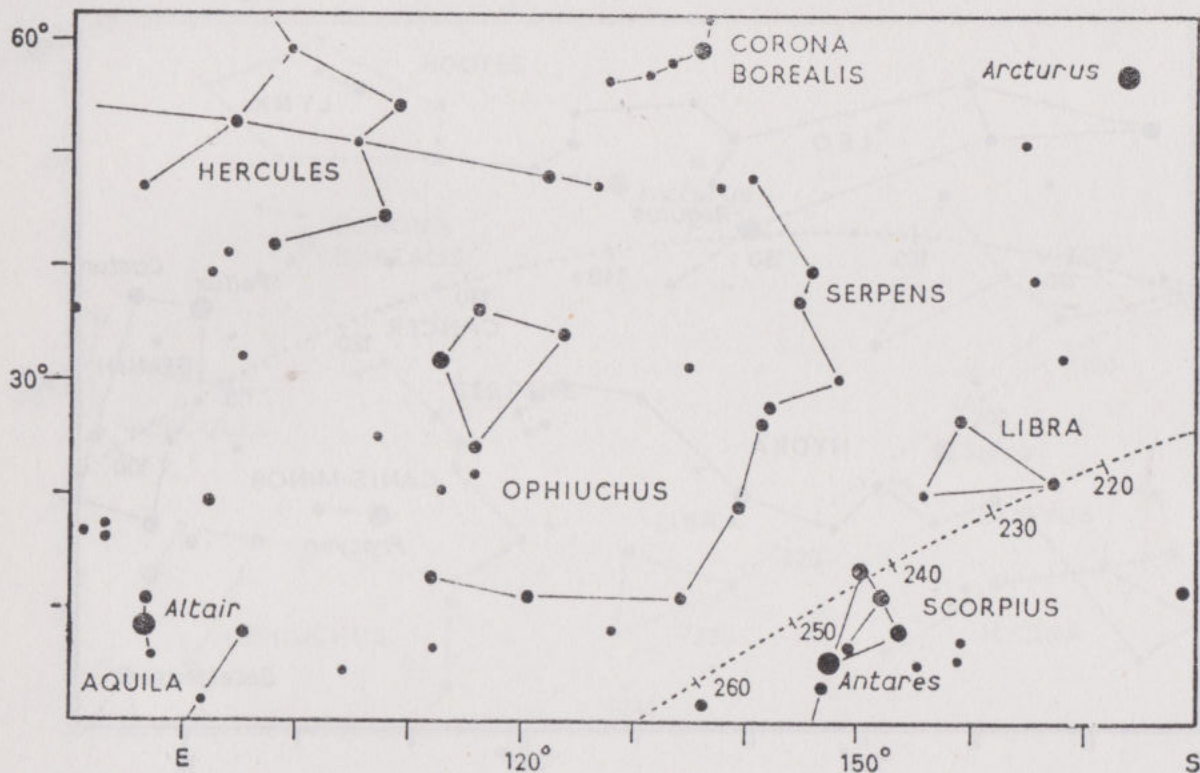 60°
CORONA
BOREALIS
Arcturus
HERCULES
SERPENS
30°
LIBRA
OPHIUCHUS
220
230
240
Altair
SCORPIUS
250
AQUILA
260
Antares
E
120°
150°
S